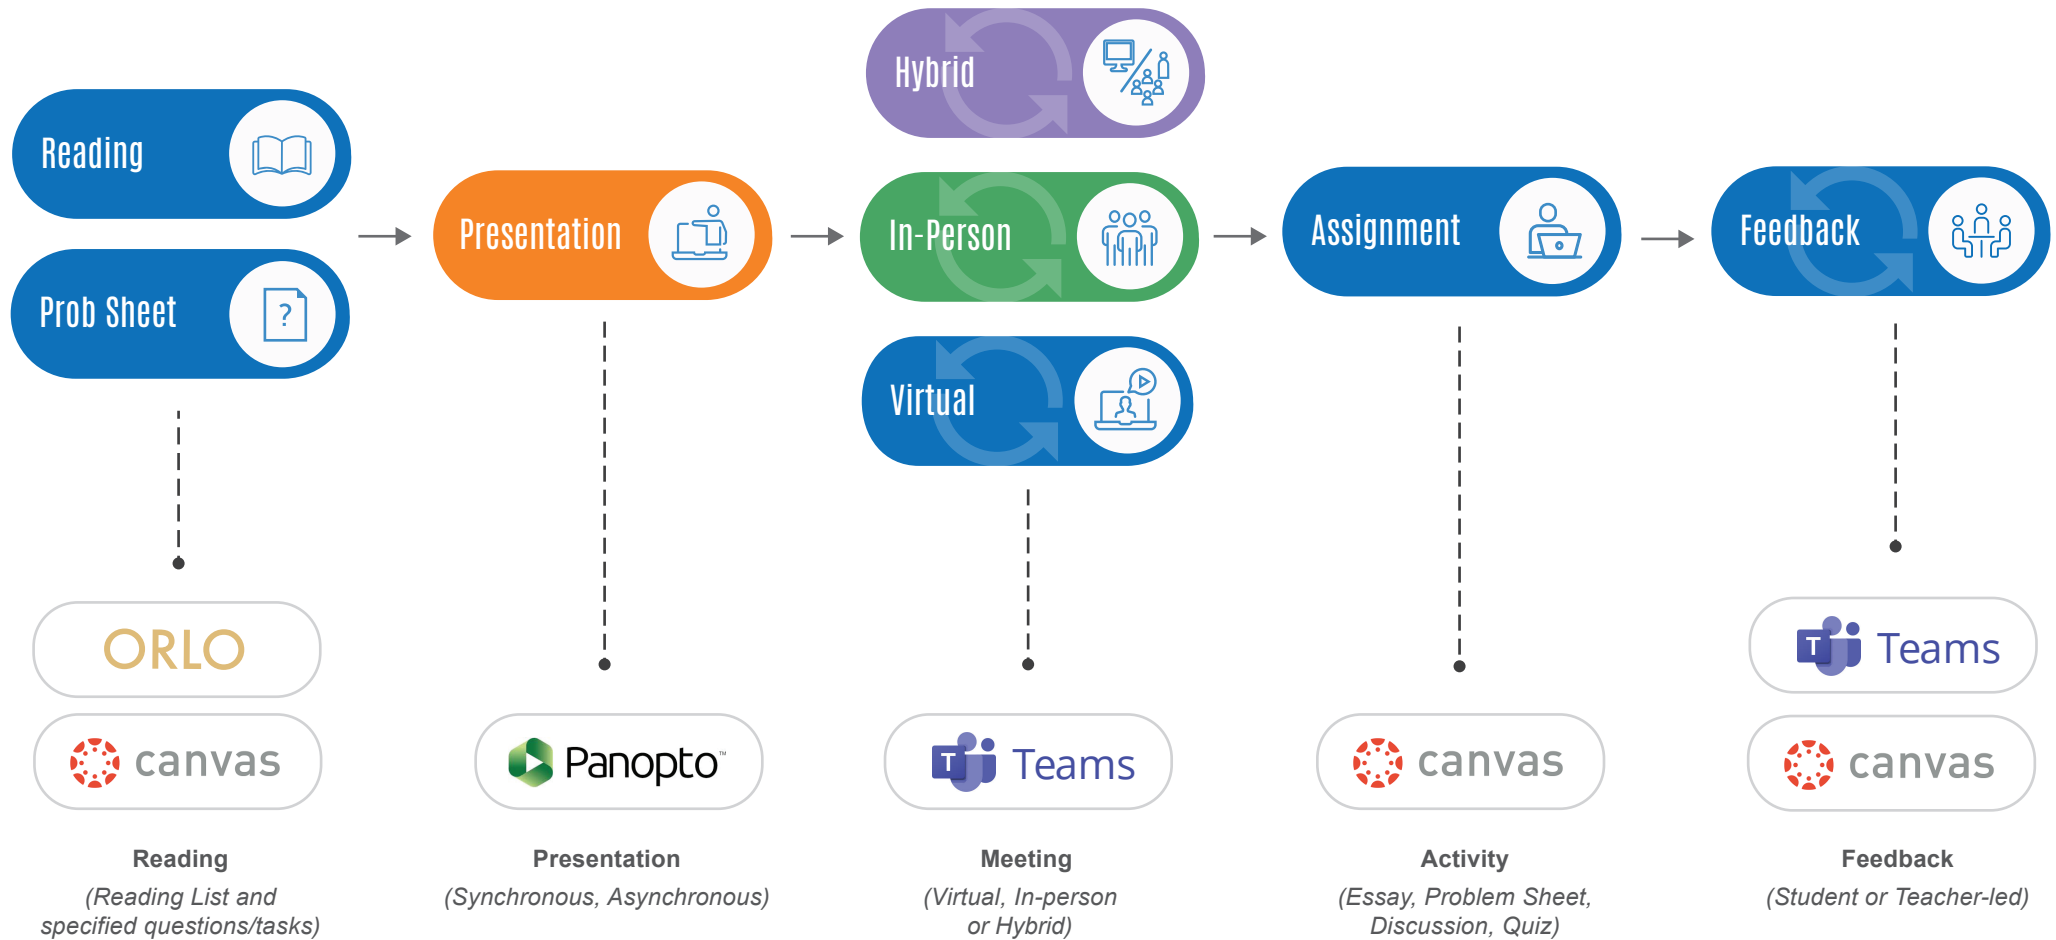 Hybrid
Reading
Prob Sheet
Presentation
In-Person
Virtual
Assignment
Feedback
?
ORLO
canvas
Panopto™
T Teams
canvas
T Teams
canvas
Reading
(Reading List and
specified questions/tasks)
Presentation
(Synchronous, Asynchronous)
Meeting
(Virtual, In-person
or Hybrid)
Activity
(Essay, Problem Sheet,
Discussion, Quiz)
Feedback
(Student or Teacher-led)